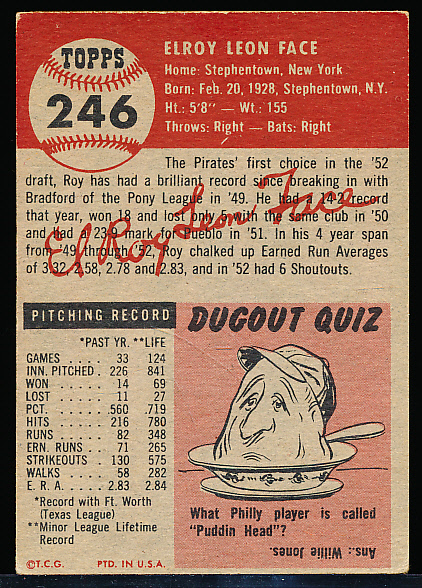 TOPPS
246
ELROY LEON FACE
Home: Stephentown, New York
Born: Feb. 20, 1928, Stephentown, N.Y.
Ht.: 5'8" — Wt.: 155
Throws: Right — Bats: Right
The Pirates' first choice in the '52
draft, Roy has had a brilliant record since breaking in with
Bradford of the Pony League in '49. He had a 14-2 record
that year, won 18 and lost only 5 with the same club in '50
and had a 23-9 mark for Pueblo in '51. In his 4 year span
from '49 through '52, Roy chalked up Earned Run Averages
of 3.32, 2.58, 2.78 and 2.83, and in '52 had 6 Shoutouts.
ElRoy Leon Face
PITCHING RECORD
*PAST YR. **LIFE
GAMES 33 124
INN. PITCHED 226 841
WON 14 69
LOST 11 27
PCT. .560 .719
HITS 216 780
RUNS 82 348
ERN. RUNS 71 265
STRIKEOUTS 130 575
WALKS 58 282
E. R. A. 2.83 2.84
*Record with Ft. Worth
(Texas League)
**Minor League Lifetime
Record
©T.C.G. PTD. IN U.S.A.
DUGOUT QUIZ
What Philly player is called
"Puddin Head"?
Ans.: Willie Jones.